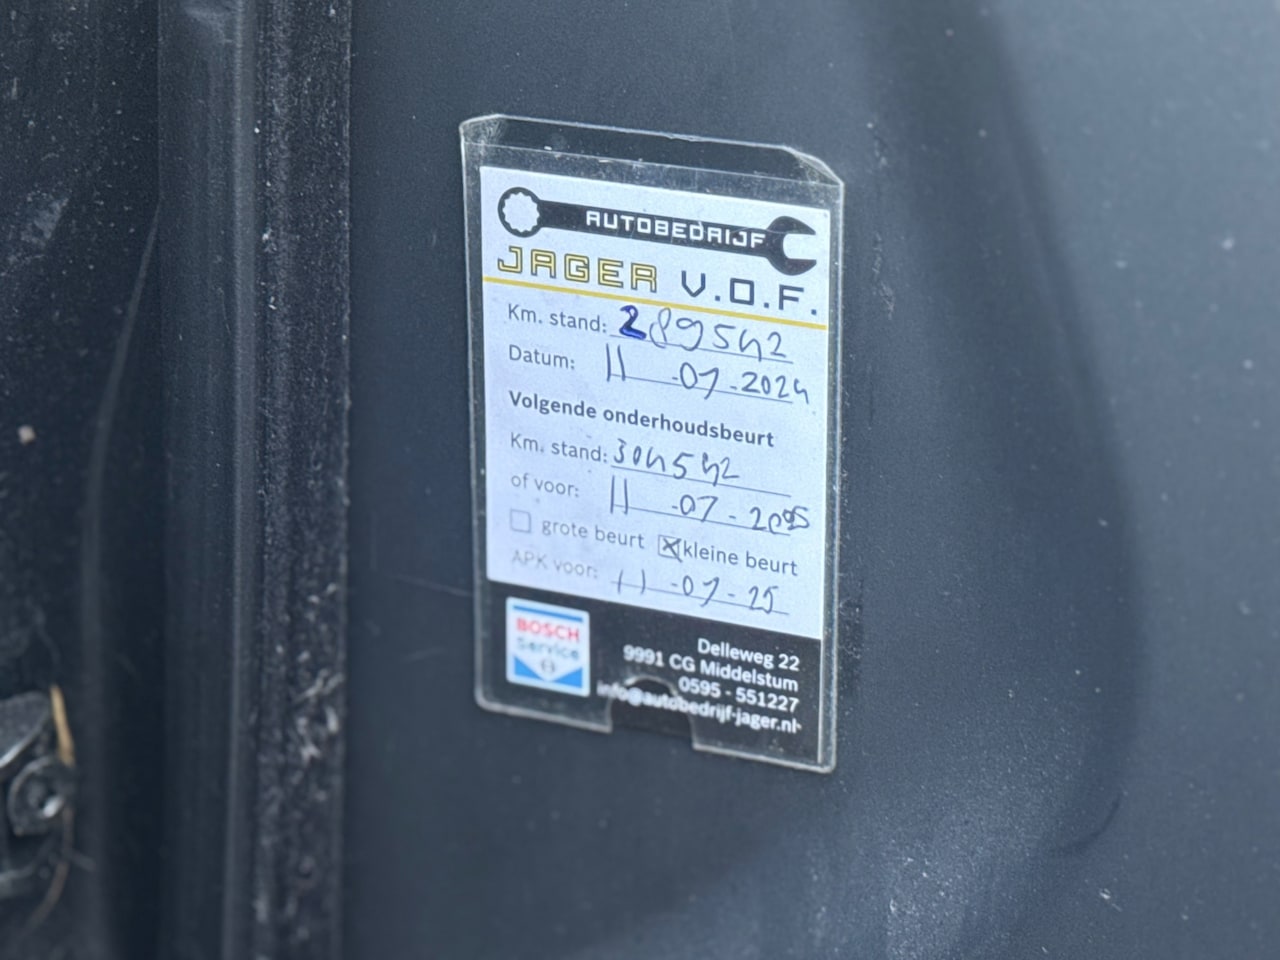 AUTOBEDRIJF
JAGER V.O.F.
Km. stand: 289542
Datum: 11-07-2024
Volgende onderhoudsbeurt
Km. stand: 304542
of voor: 11-07-2025
grote beurt kleine beurt
APK voor: 11-07-25
BOSCH
Service
Delleweg 22
9991 CG Middelstum
0595 - 551227
info@autobedrijf-jager.nl